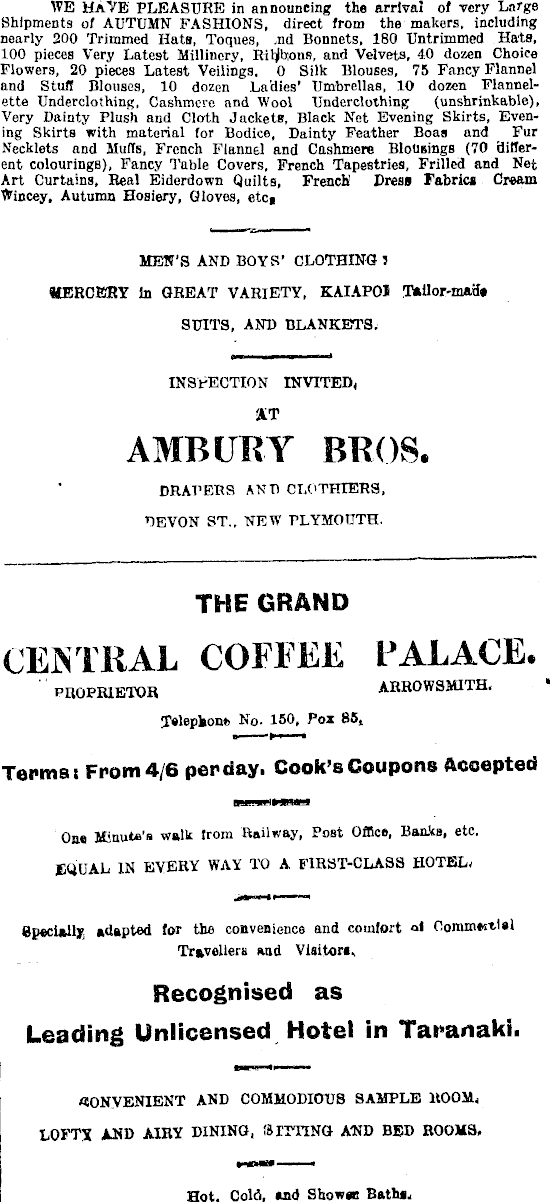 WE HAVE PLEASURE in announcing the arrival of very Large
Shipments of AUTUMN FASHIONS, direct from the makers, including
nearly 200 Trimmed Hats, Toques, .nd Bonnets, 180 Untrimmed Hats,
100 pieces Very Latest Millinery, Ribbons, and Velvets, 40 dozen Choice
Flowers, 20 pieces Latest Veilings, 0 Silk Blouses, 75 Fancy Flannel
and Stuff Blouses, 10 dozen Ladies' Umbrellas, 10 dozen Flannel-
ette Underclothing, Cashmere and Wool Underclothing (unshrinkable),
Very Dainty Plush and Cloth Jackets, Black Net Evening Skirts, Even-
ing Skirts with material for Bodice, Dainty Feather Boas and Fur
Necklets and Muffs, French Flannel and Cashmere Blousings (70 differ-
ent colourings), Fancy Table Covers, French Tapestries, Frilled and Net
Art Curtains, Real Eiderdown Quilts, French Dress Fabrics Cream
Wincey, Autumn Hosiery, Gloves, etc,
MEN'S AND BOYS' CLOTHING;
MERCERY in GREAT VARIETY, KAIAPOI Tailor-made
SUITS, AND BLANKETS.
INSPECTION INVITED,
AT
AMBURY BROS.
DRAPERS AND CLOTHIERS,
DEVON ST., NEW PLYMOUTH.
THE GRAND
CENTRAL COFFEE PALACE.
PROPRIETOR ARROWSMITH.
Telephone No. 150, Pox 85,
Terms: From 4/6 per day. Cook's Coupons Accepted
One Minute's walk from Railway, Post Office, Banks, etc.
EQUAL IN EVERY WAY TO A FIRST-CLASS HOTEL.
Specially adapted for the convenience and comfort of Commercial
Travellers and Visitors.
Recognised as
Leading Unlicensed Hotel in Taranaki.
CONVENIENT AND COMMODIOUS SAMPLE ROOM.
LOFTY AND AIRY DINING, SITTING AND BED ROOMS.
Hot, Cold, and Shower Baths.